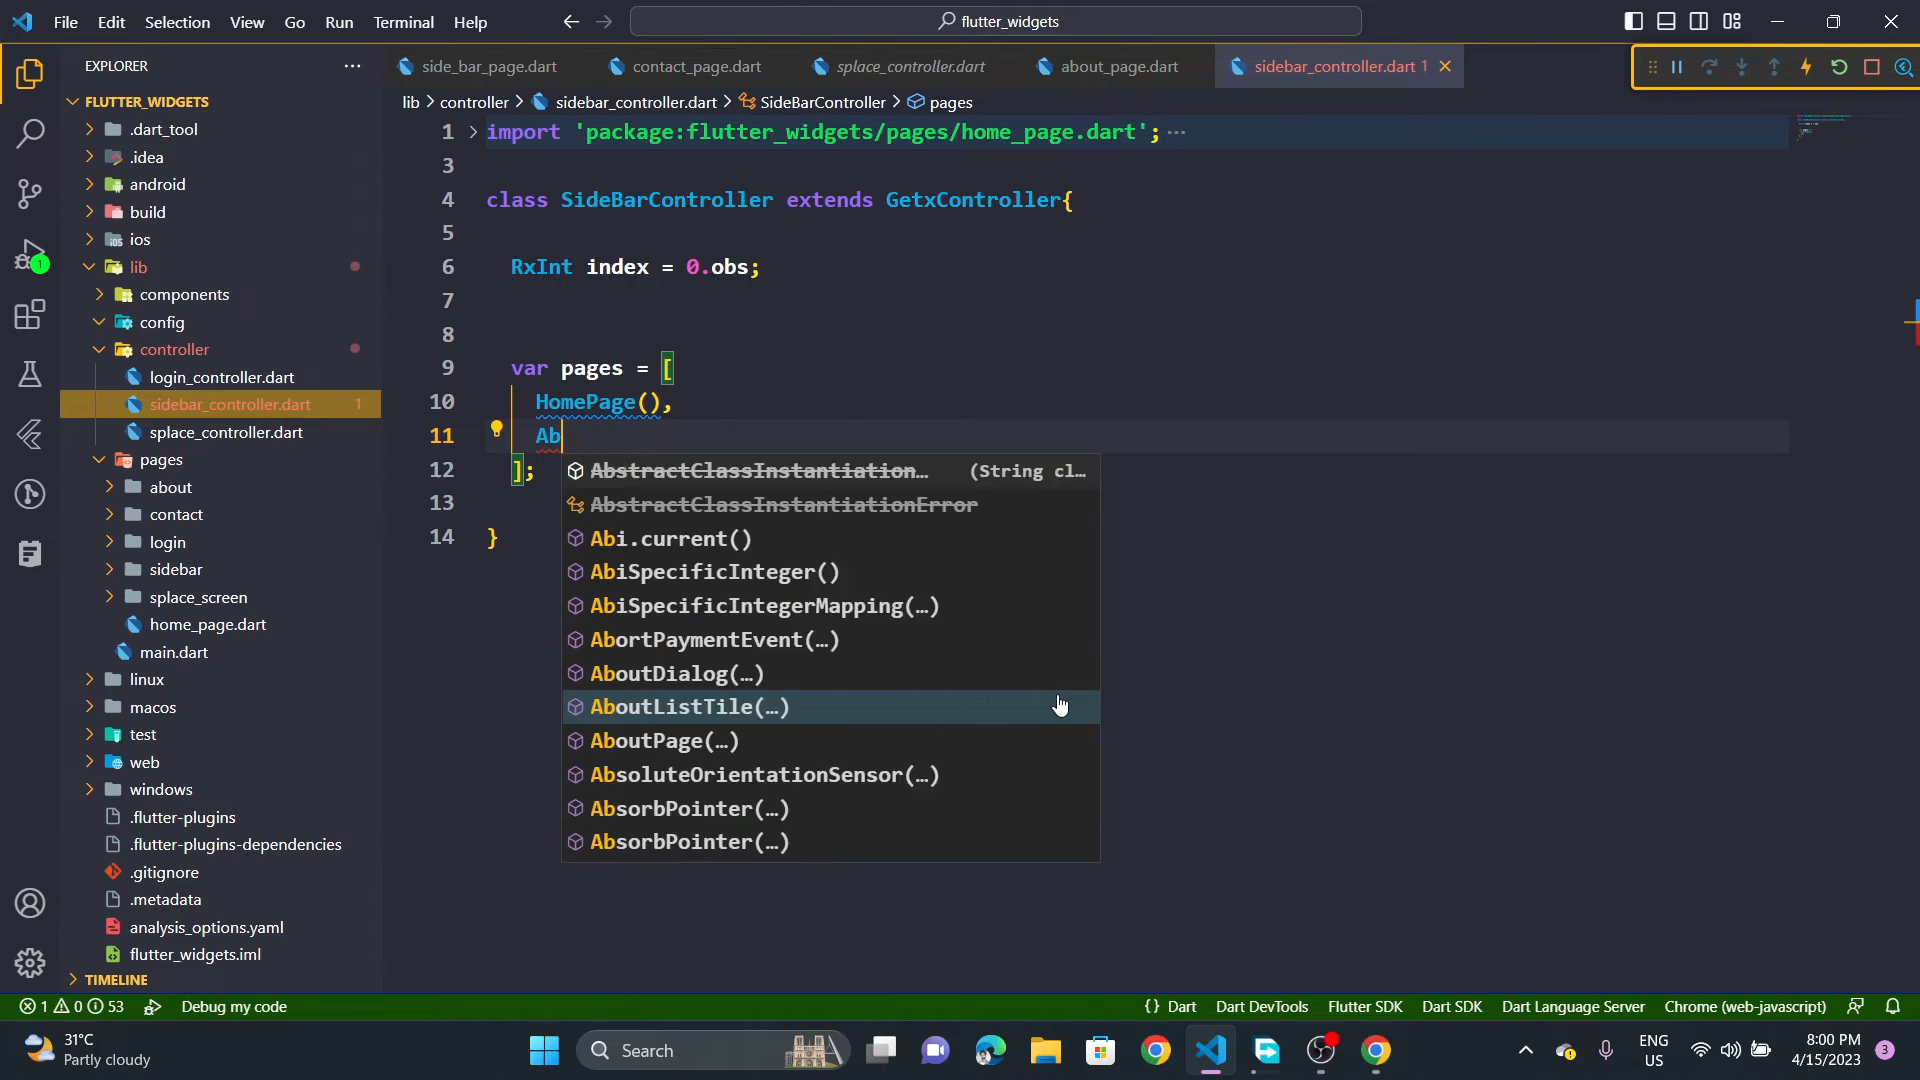 File Edit Selection View Go Run Terminal Help
flutter_widgets
EXPLORER
FLUTTER_WIDGETS
.dart_tool
.idea
android
build
ios
lib
components
config
controller
login_controller.dart
sidebar_controller.dart 1
splace_controller.dart
pages
about
contact
login
sidebar
splace_screen
home_page.dart
main.dart
linux
macos
test
web
windows
.flutter-plugins
.flutter-plugins-dependencies
.gitignore
.metadata
analysis_options.yaml
flutter_widgets.iml
TIMELINE
1
side_bar_page.dart
contact_page.dart
splace_controller.dart
about_page.dart
sidebar_controller.dart 1
lib > controller > sidebar_controller.dart > SideBarController > pages
1 import 'package:flutter_widgets/pages/home_page.dart';
3
4 class SideBarController extends GetxController{
5
6 RxInt index = 0.obs;
7
8
9 var pages = [
10 HomePage(),
11 Ab
12 ];
13
14 }
AbstractClassInstantiation… (String cl…
AbstractClassInstantiationError
Abi.current()
AbiSpecificInteger()
AbiSpecificIntegerMapping(…)
AbortPaymentEvent(…)
AboutDialog(…)
AboutListTile(…)
AboutPage(…)
AbsoluteOrientationSensor(…)
AbsorbPointer(…)
AbsorbPointer(…)
1 0 53 Debug my code
{} Dart Dart DevTools Flutter SDK Dart SDK Dart Language Server Chrome (web-javascript)
31°C
Partly cloudy
Search
ENG
US
8:00 PM
4/15/2023
3